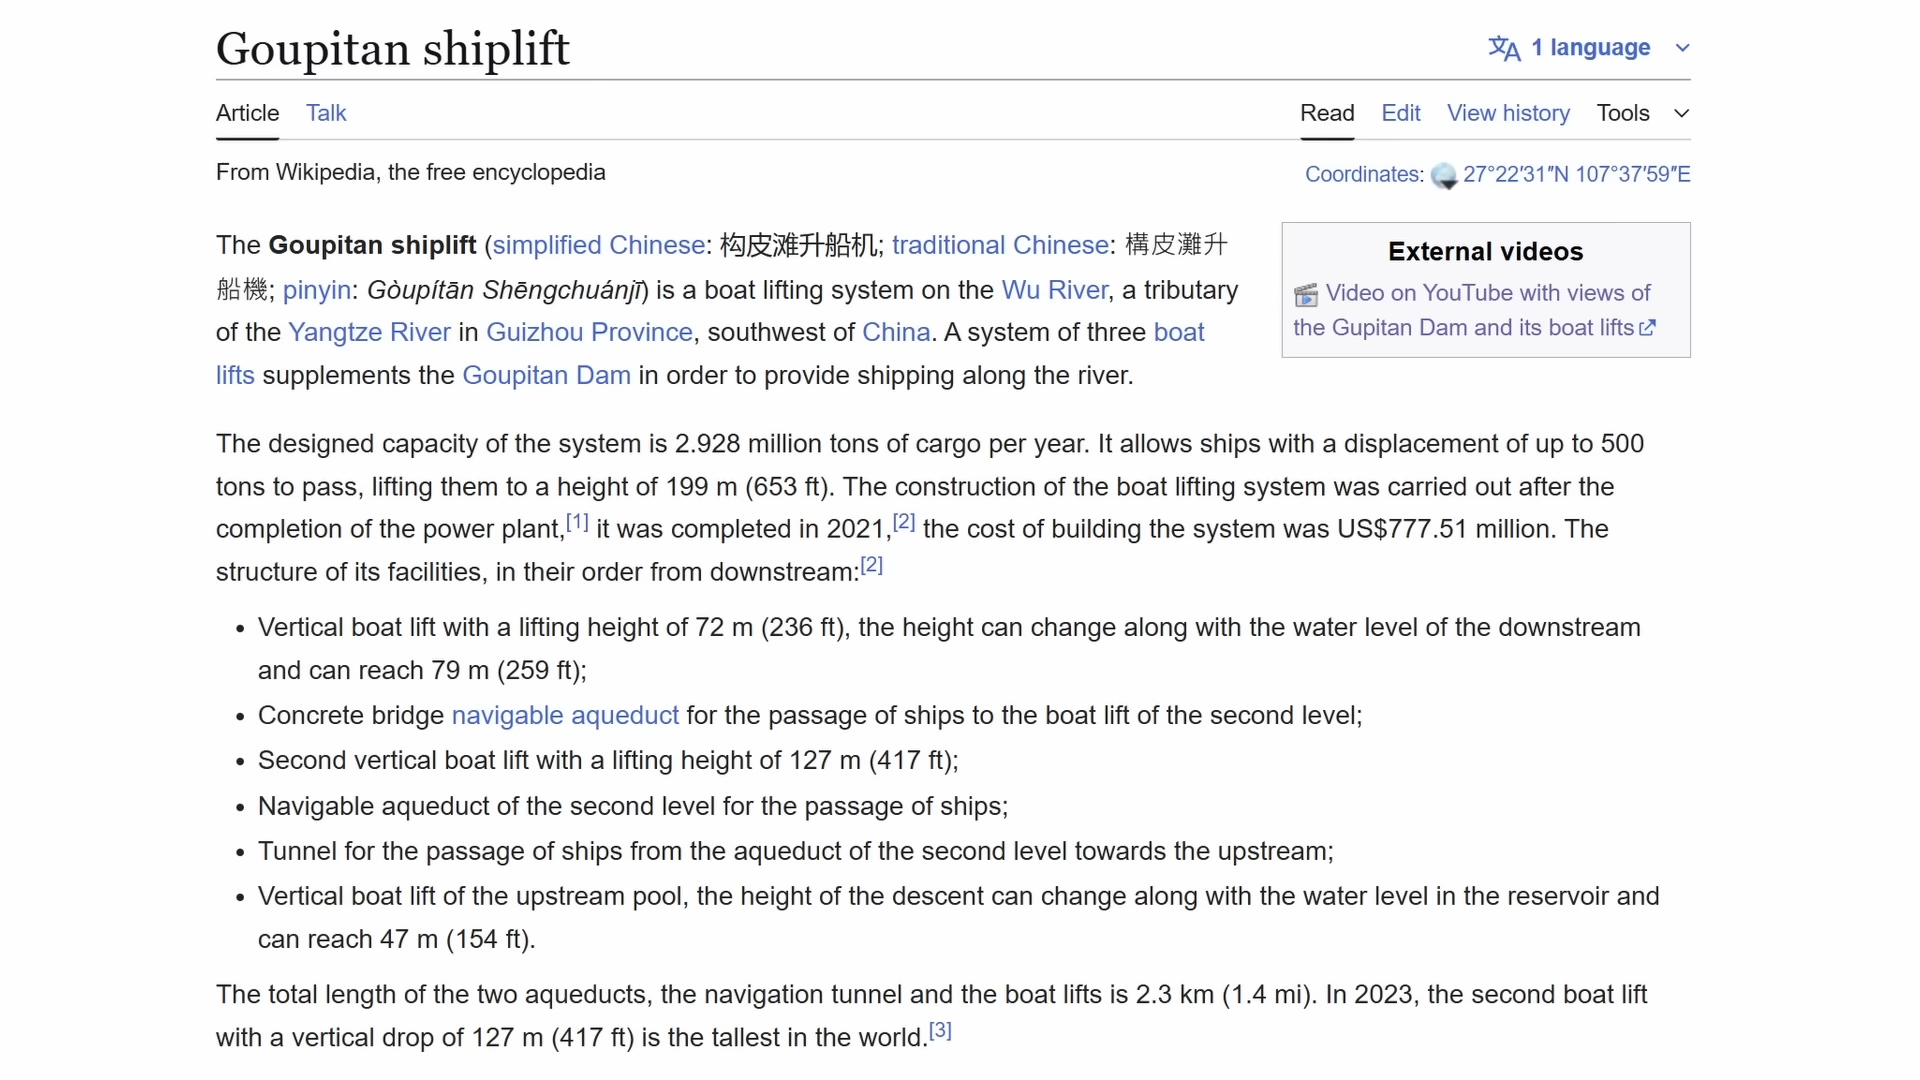 Goupitan shiplift
1 language
Article Talk
Read Edit View history Tools
From Wikipedia, the free encyclopedia
Coordinates: 27°22′31″N 107°37′59″E
The Goupitan shiplift (simplified Chinese: 构皮滩升船机; traditional Chinese: 構皮灘升
船機; pinyin: Gòupítān Shēngchuánjī) is a boat lifting system on the Wu River, a tributary
of the Yangtze River in Guizhou Province, southwest of China. A system of three boat
lifts supplements the Goupitan Dam in order to provide shipping along the river.
External videos
Video on YouTube with views of
the Gupitan Dam and its boat lifts
The designed capacity of the system is 2.928 million tons of cargo per year. It allows ships with a displacement of up to 500
tons to pass, lifting them to a height of 199 m (653 ft). The construction of the boat lifting system was carried out after the
completion of the power plant,[1] it was completed in 2021,[2] the cost of building the system was US$777.51 million. The
structure of its facilities, in their order from downstream:[2]
• Vertical boat lift with a lifting height of 72 m (236 ft), the height can change along with the water level of the downstream
and can reach 79 m (259 ft);
• Concrete bridge navigable aqueduct for the passage of ships to the boat lift of the second level;
• Second vertical boat lift with a lifting height of 127 m (417 ft);
• Navigable aqueduct of the second level for the passage of ships;
• Tunnel for the passage of ships from the aqueduct of the second level towards the upstream;
• Vertical boat lift of the upstream pool, the height of the descent can change along with the water level in the reservoir and
can reach 47 m (154 ft).
The total length of the two aqueducts, the navigation tunnel and the boat lifts is 2.3 km (1.4 mi). In 2023, the second boat lift
with a vertical drop of 127 m (417 ft) is the tallest in the world.[3]